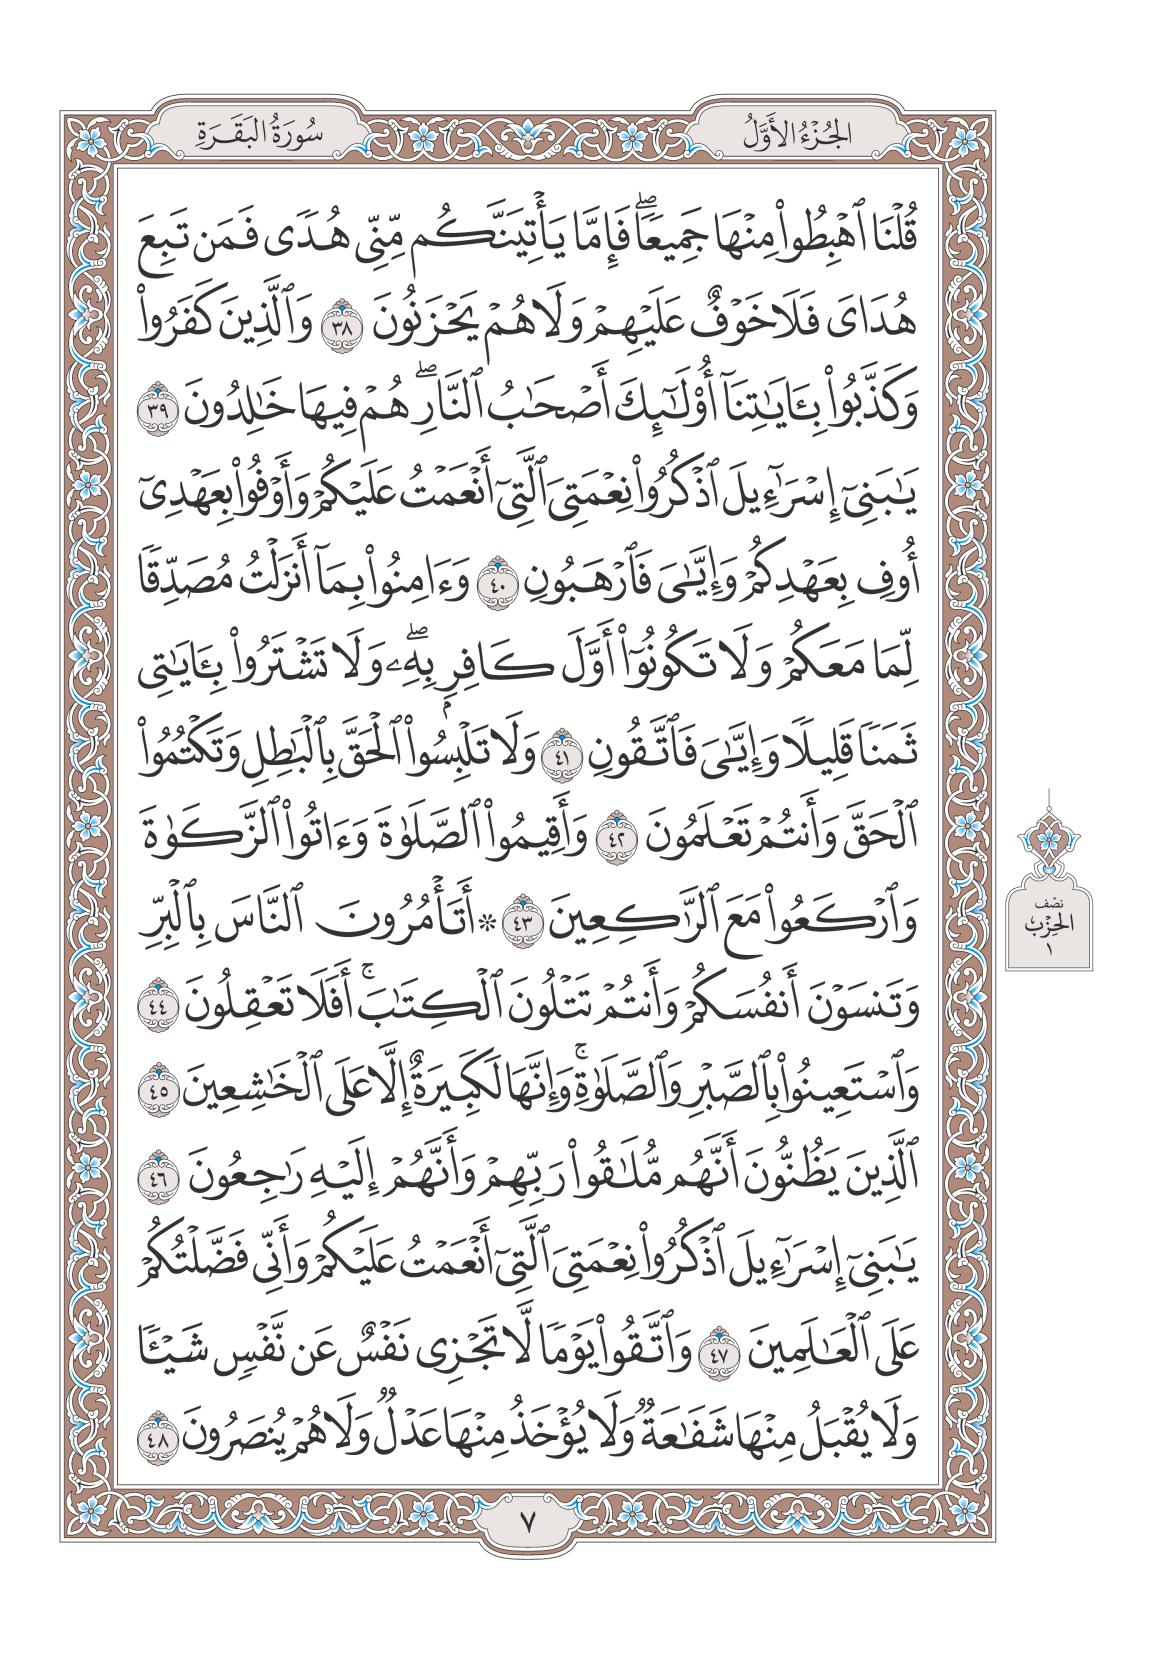 الجُزْءُ الأَوَّلُ
سُورَةُ البَقَرَةِ
قُلْنَا ٱهْبِطُوا۟ مِنْهَا جَمِيعًۭا ۖ فَإِمَّا يَأْتِيَنَّكُم مِّنِّى هُدًۭى فَمَن تَبِعَ
هُدَاىَ فَلَا خَوْفٌ عَلَيْهِمْ وَلَا هُمْ يَحْزَنُونَ ٣٨ وَٱلَّذِينَ كَفَرُوا۟
وَكَذَّبُوا۟ بِـَٔايَـٰتِنَآ أُو۟لَـٰٓئِكَ أَصْحَـٰبُ ٱلنَّارِ ۖ هُمْ فِيهَا خَـٰلِدُونَ ٣٩
يَـٰبَنِىٓ إِسْرَٰٓءِيلَ ٱذْكُرُوا۟ نِعْمَتِىَ ٱلَّتِىٓ أَنْعَمْتُ عَلَيْكُمْ وَأَوْفُوا۟ بِعَهْدِىٓ
أُوفِ بِعَهْدِكُمْ وَإِيَّـٰىَ فَٱرْهَبُونِ ٤٠ وَءَامِنُوا۟ بِمَآ أَنزَلْتُ مُصَدِّقًۭا
لِّمَا مَعَكُمْ وَلَا تَكُونُوٓا۟ أَوَّلَ كَافِرٍۭ بِهِۦ ۖ وَلَا تَشْتَرُوا۟ بِـَٔايَـٰتِى
ثَمَنًۭا قَلِيلًۭا وَإِيَّـٰىَ فَٱتَّقُونِ ٤١ وَلَا تَلْبِسُوا۟ ٱلْحَقَّ بِٱلْبَـٰطِلِ وَتَكْتُمُوا۟
ٱلْحَقَّ وَأَنتُمْ تَعْلَمُونَ ٤٢ وَأَقِيمُوا۟ ٱلصَّلَوٰةَ وَءَاتُوا۟ ٱلزَّكَوٰةَ
وَٱرْكَعُوا۟ مَعَ ٱلرَّٰكِعِينَ ٤٣ ۞ أَتَأْمُرُونَ ٱلنَّاسَ بِٱلْبِرِّ
وَتَنسَوْنَ أَنفُسَكُمْ وَأَنتُمْ تَتْلُونَ ٱلْكِتَـٰبَ ۚ أَفَلَا تَعْقِلُونَ ٤٤
وَٱسْتَعِينُوا۟ بِٱلصَّبْرِ وَٱلصَّلَوٰةِ ۚ وَإِنَّهَا لَكَبِيرَةٌ إِلَّا عَلَى ٱلْخَـٰشِعِينَ ٤٥
ٱلَّذِينَ يَظُنُّونَ أَنَّهُم مُّلَـٰقُوا۟ رَبِّهِمْ وَأَنَّهُمْ إِلَيْهِ رَٰجِعُونَ ٤٦
يَـٰبَنِىٓ إِسْرَٰٓءِيلَ ٱذْكُرُوا۟ نِعْمَتِىَ ٱلَّتِىٓ أَنْعَمْتُ عَلَيْكُمْ وَأَنِّى فَضَّلْتُكُمْ
عَلَى ٱلْعَـٰلَمِينَ ٤٧ وَٱتَّقُوا۟ يَوْمًۭا لَّا تَجْزِى نَفْسٌ عَن نَّفْسٍۢ شَيْـًۭٔا
وَلَا يُقْبَلُ مِنْهَا شَفَـٰعَةٌۭ وَلَا يُؤْخَذُ مِنْهَا عَدْلٌۭ وَلَا هُمْ يُنصَرُونَ ٤٨
نصف
الحِزْبْ
١
٧